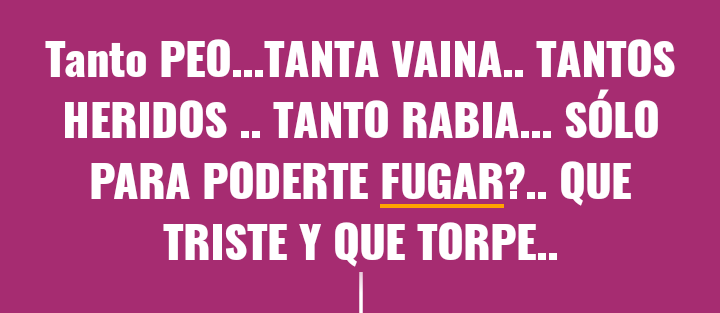 Tanto PEO...TANTA VAINA.. TANTOS
HERIDOS .. TANTO RABIA... SÓLO
PARA PODERTE FUGAR?.. QUE
TRISTE Y QUE TORPE..